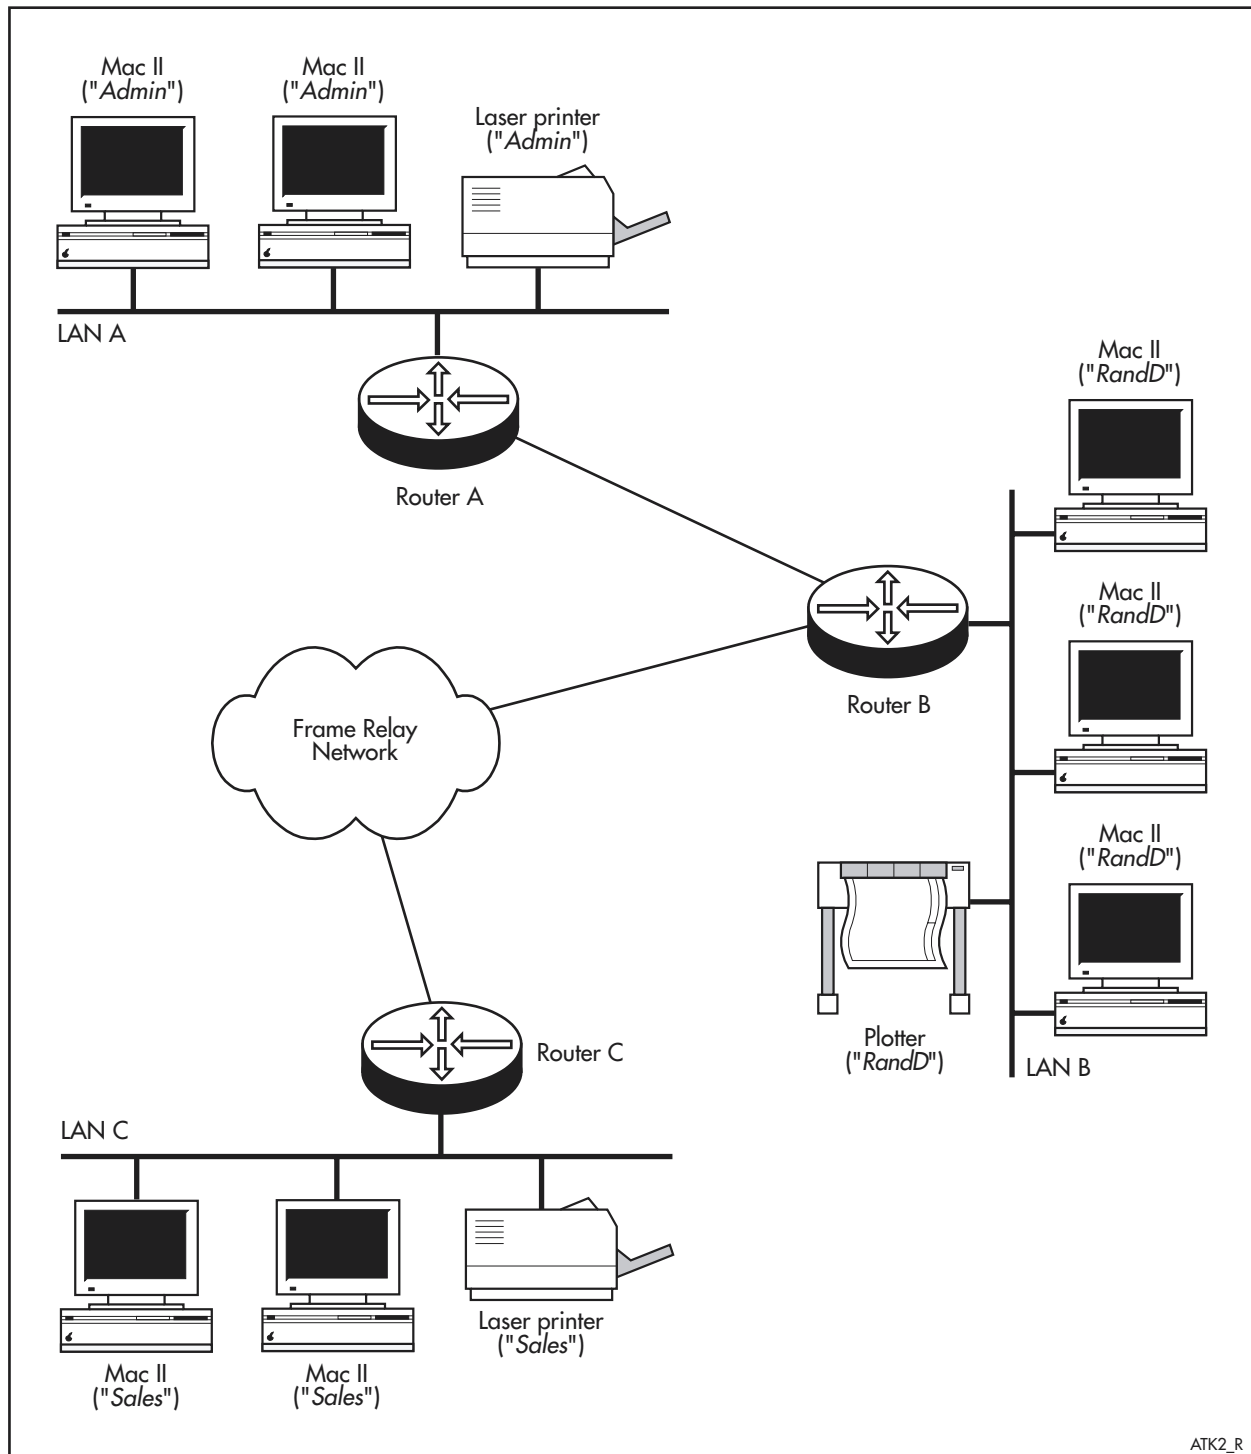 Mac II
("Admin")
Mac II
("Admin")
Laser printer
("Admin")
LAN A
Router A
Mac II
("RandD")
Mac II
("RandD")
Router B
Frame Relay
Network
Mac II
("RandD")
Plotter
("RandD")
LAN B
Router C
LAN C
Mac II
("Sales")
Mac II
("Sales")
Laser printer
("Sales")
ATK2_R